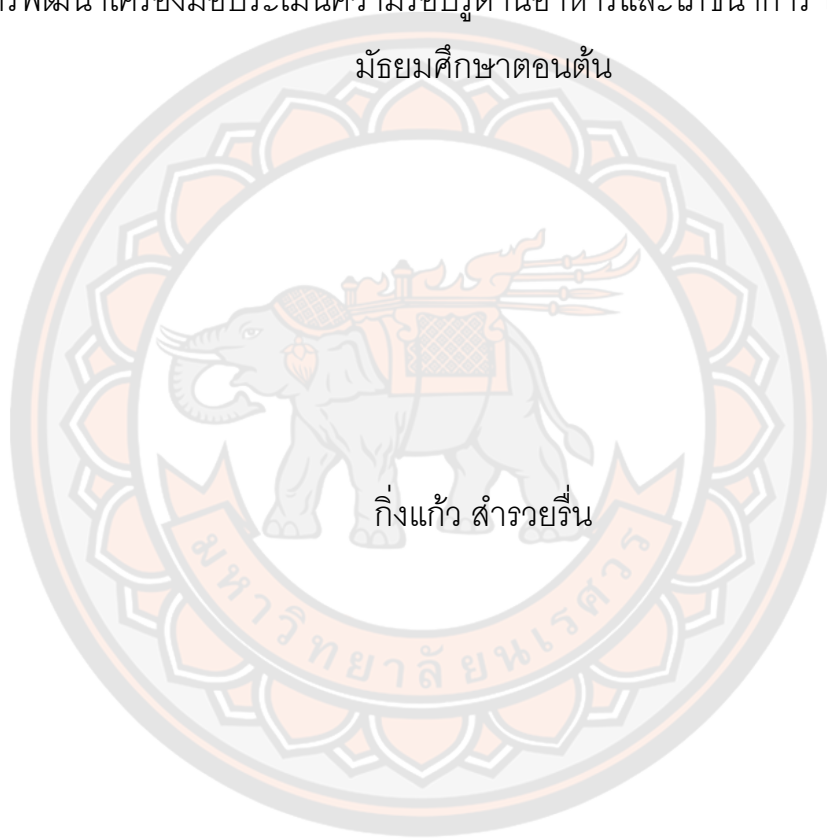 รพัฒนาเครื่องมือประเมินความรอบรู้ด้านอาหารและโภชนาการ
มัธยมศึกษาตอนต้น
กิ่งแก้ว สำรวยรื่น
มหาวิทยาลัยนเรศวร